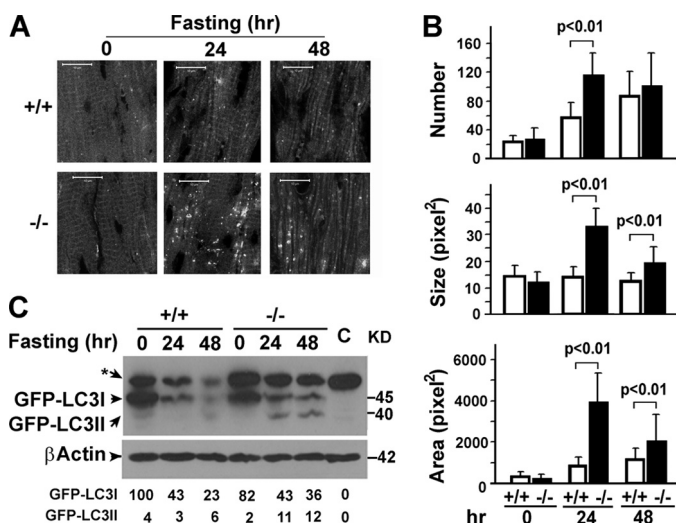 A
Fasting (hr)
0 24 48
+/+
-/-
B
Number
160
120
80
40
0
p<0.01
Size (pixel2)
50
40
30
20
10
0
p<0.01
p<0.01
Area (pixel2)
6000
4000
2000
0
p<0.01
p<0.01
+/+ -/- +/+ -/- +/+ -/-
hr 0 24 48
C
+/+ -/- C KD
Fasting (hr) 0 24 48 0 24 48
*
GFP-LC3I 45
GFP-LC3II 40
βActin 42
GFP-LC3I 100 43 23 82 43 36 0
GFP-LC3II 4 3 6 2 11 12 0